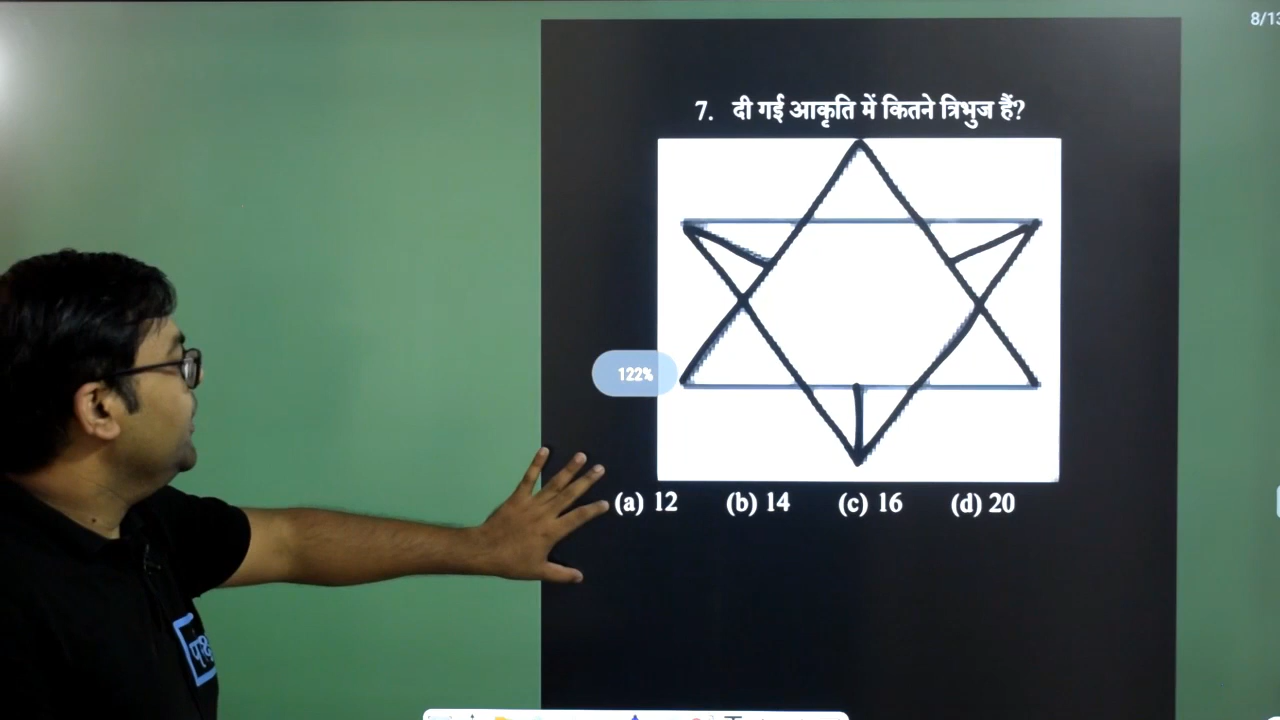 8/13
7. दी गई आकृति में कितने त्रिभुज हैं?
122%
(a) 12 (b) 14 (c) 16 (d) 20